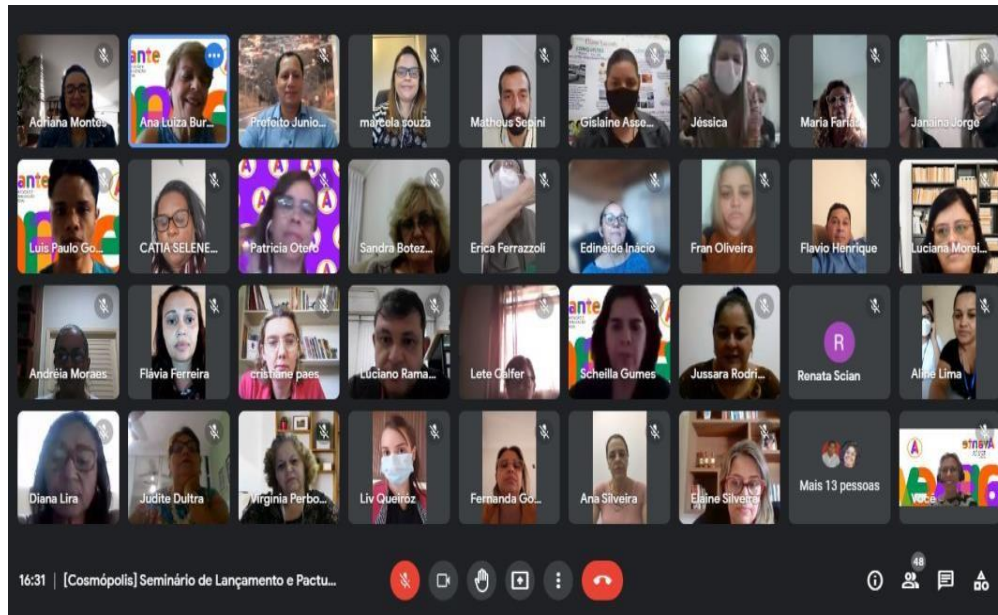 ante
Adriana Montes
Ana Luiza Bur...
Prefeito Junio...
marcela souza
Matheus Sepini
Gislaine Asse...
Jéssica
Maria Farias
Janaina Jorge
ante
Luis Paulo Go...
CATIA SELENE...
Patricia Otero
Sandra Botez...
Erica Ferrazzoli
Edineide Inácio
Fran Oliveira
Flavio Henrique
Luciana Morei...
Andréia Moraes
Flávia Ferreira
cristiane paes
Luciano Rama...
Lete Calfer
ante
Scheilla Gumes
Jussara Rodri...
R
Renata Scian
Aline Lima
Diana Lira
Judite Dultra
Virginia Perbo...
Liv Queiroz
Fernanda Go...
Ana Silveira
Elaine Silveira
Mais 13 pessoas
A
Avante
Você
16:31 | [Cosmópolis] Seminário de Lançamento e Pactu...
48